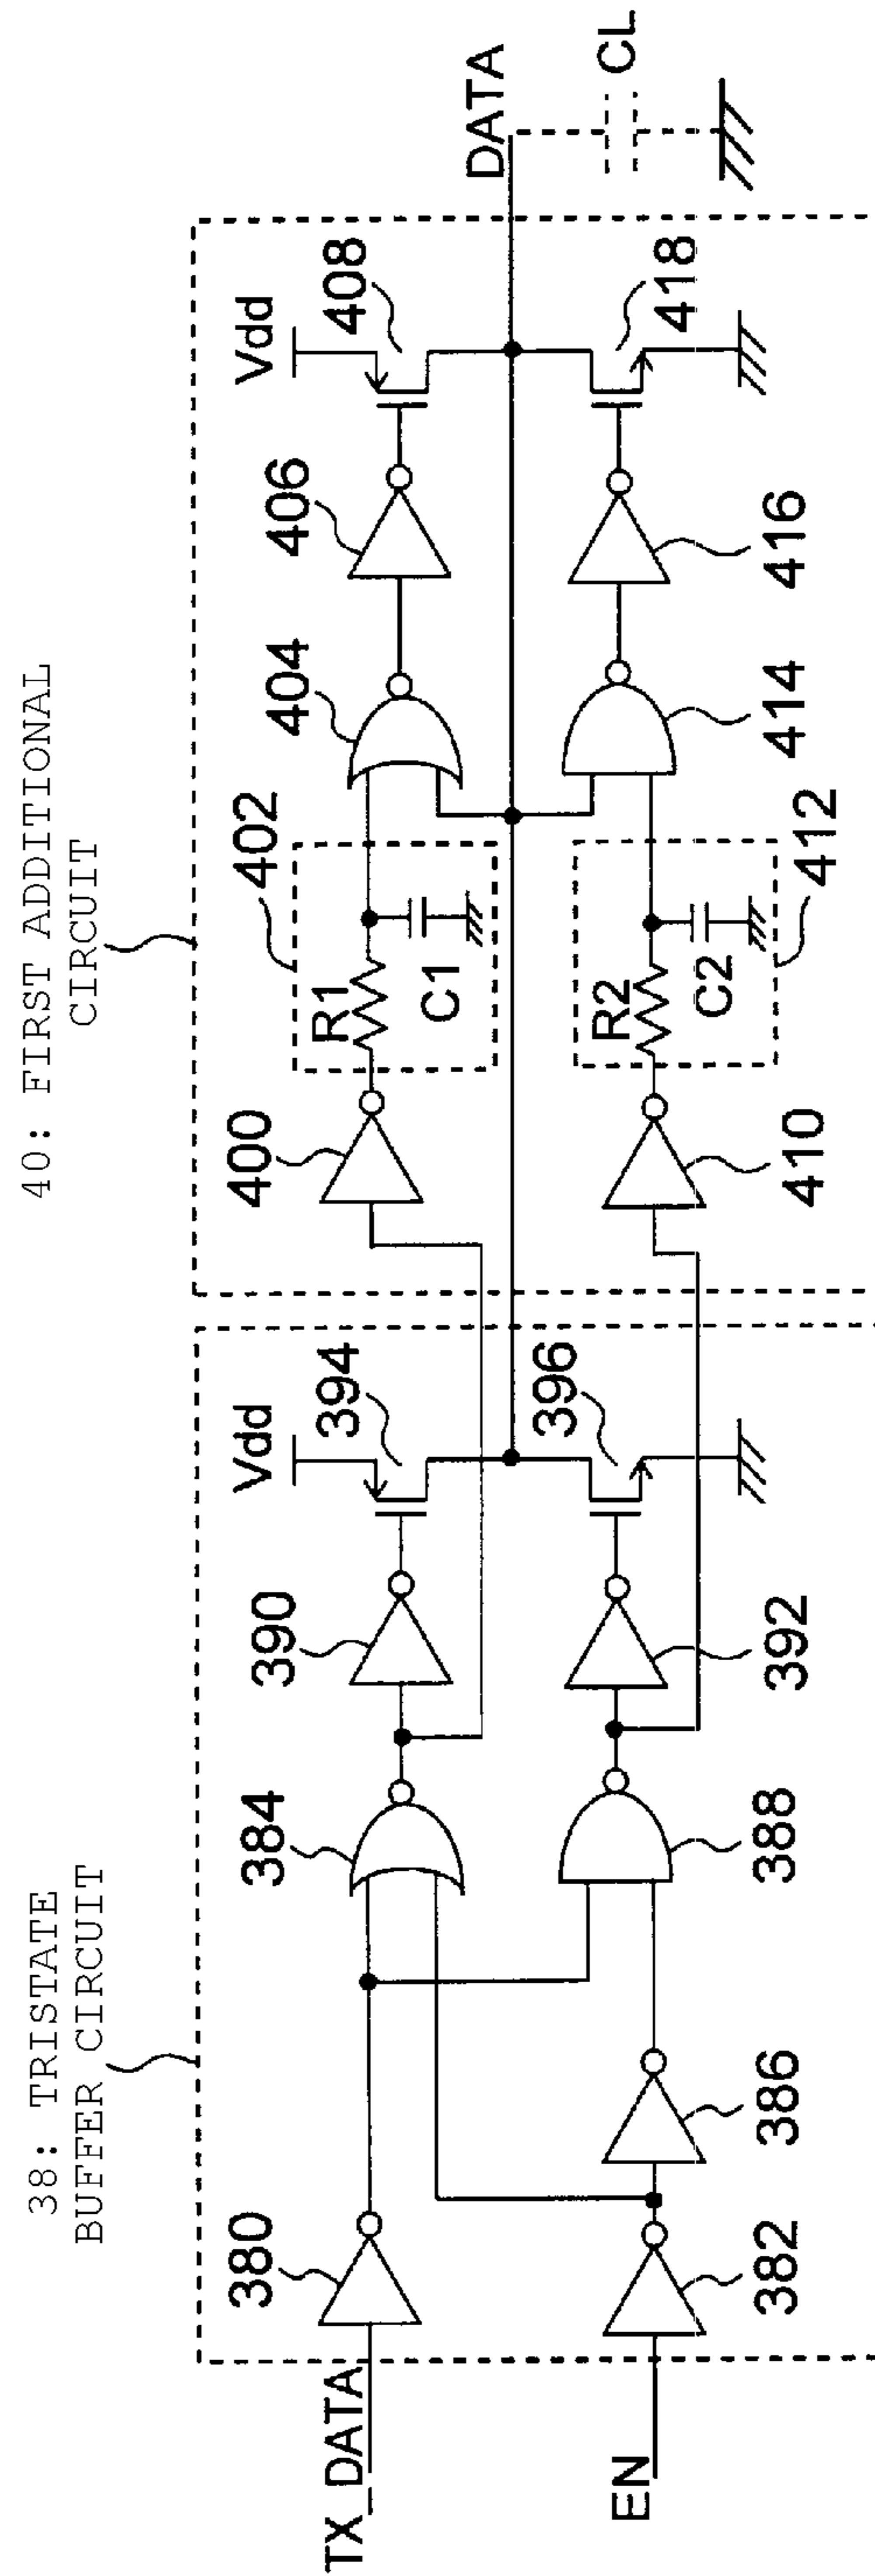 38: TRISTATE
BUFFER CIRCUIT
40: FIRST ADDITIONAL
CIRCUIT
TX_DATA
EN
380
382
384
386
388
390
392
Vdd
394
396
400
R1
C1
402
404
406
Vdd
408
410
R2
C2
412
414
416
418
DATA
CL